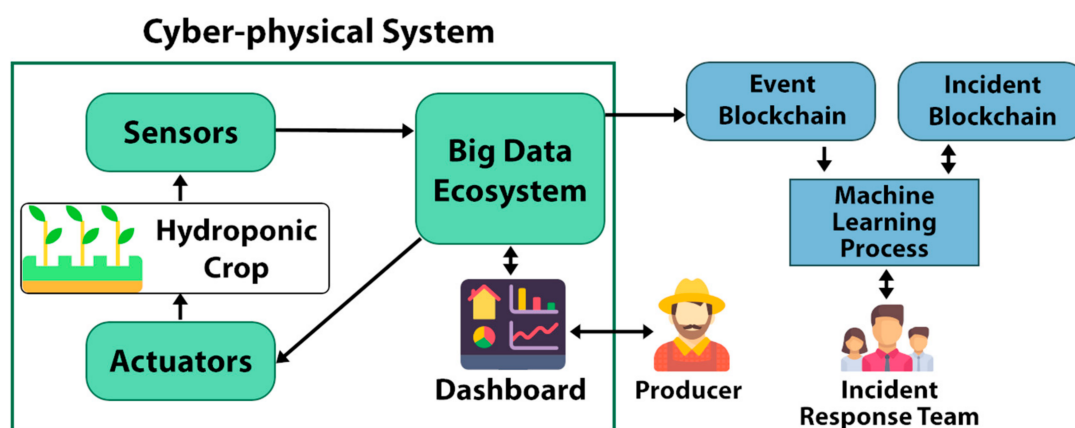 Cyber-physical System
Sensors
Big Data
Ecosystem
Event
Blockchain
Incident
Blockchain
Hydroponic
Crop
Machine
Learning
Process
Actuators
Dashboard
Producer
Incident
Response Team